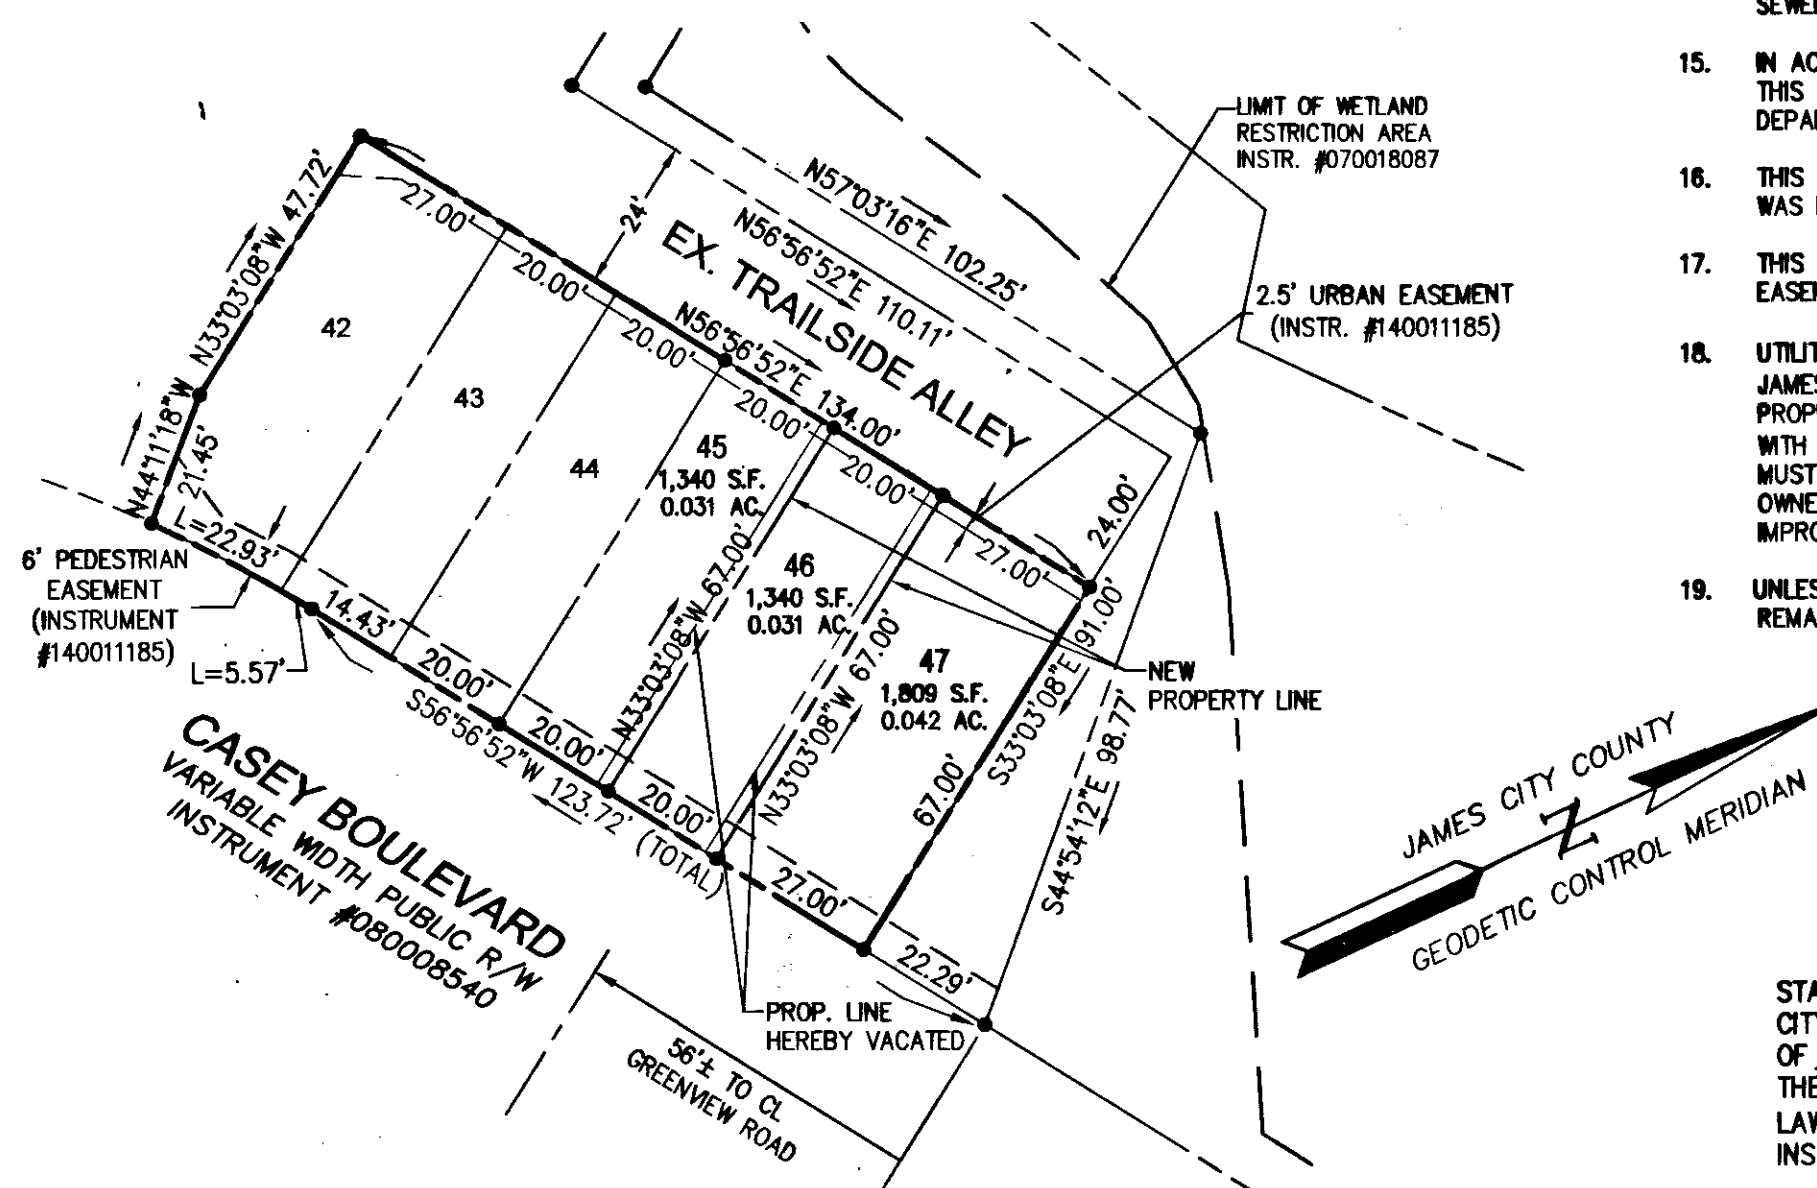 SEWE
15. IN AC
THIS
DEPA
16. THIS
WAS
17. THIS
EASE
18. UTILIT
JAMES
PROP
WITH
MUST
OWNE
IMPRO
19. UNLES
REMA
LIMIT OF WETLAND
RESTRICTION AREA
INSTR. #070018087
N57°03'16"E 102.25'
N56°56'52"E 110.11'
24'
EX. TRAILSIDE ALLEY
2.5' URBAN EASEMENT
(INSTR. #140011185)
N56°56'52"E 134.00'
27.00'
20.00'
20.00'
20.00'
20.00'
27.00'
24.00'
N33°03'08"W 47.72'
N44°11'18"W
21.45'
42
43
44
45
1,340 S.F.
0.031 AC.
46
1,340 S.F.
0.031 AC.
47
1,809 S.F.
0.042 AC.
N33°03'08"W 67.00'
N33°03'08"W 67.00'
67.00'
S33°03'08"E 91.00'
S44°54'12"E 98.77'
NEW
PROPERTY LINE
6' PEDESTRIAN
EASEMENT
(INSTRUMENT
#140011185)
L=22.93'
L=5.57'
14.43'
20.00'
20.00'
20.00'
27.00'
22.29'
S56°56'52"W 123.72' (TOTAL)
CASEY BOULEVARD
VARIABLE WIDTH PUBLIC R/W
INSTRUMENT #080008540
PROP. LINE
HEREBY VACATED
56'± TO CL
GREENVIEW ROAD
JAMES CITY COUNTY
N
GEODETIC CONTROL MERIDIAN
STA
CITY
OF
THE
LAW
INS